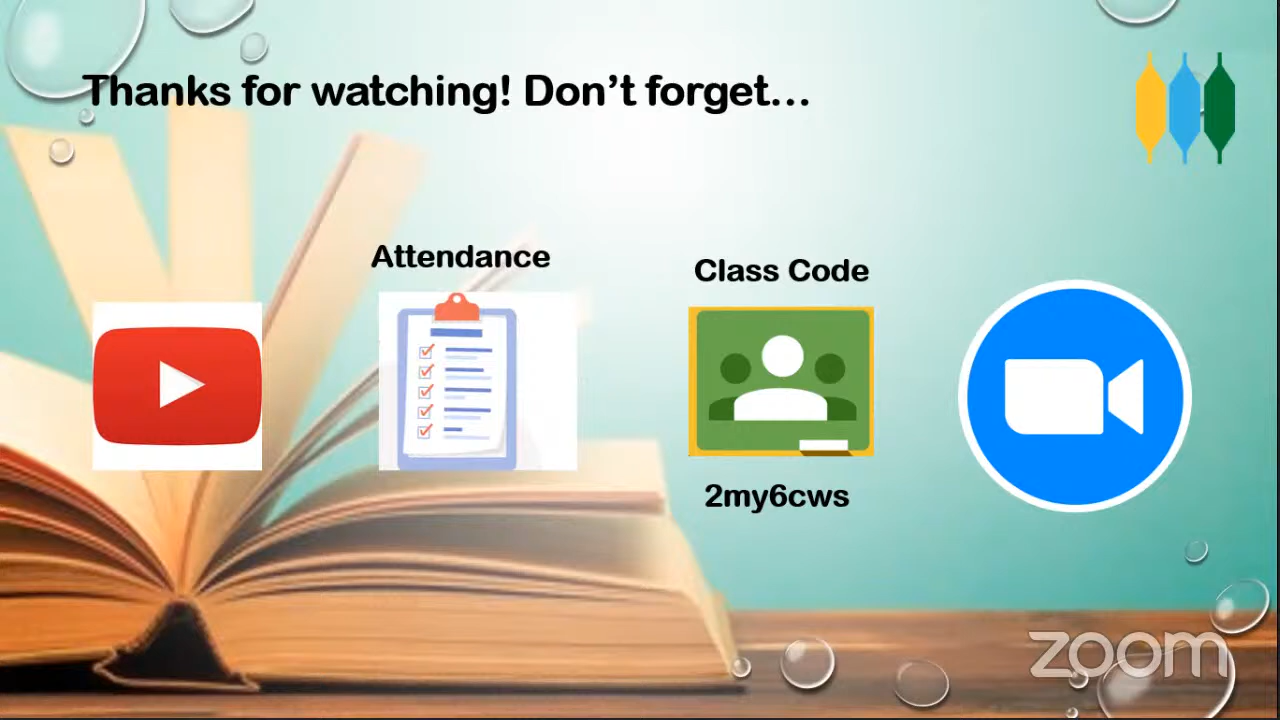 Thanks for watching! Don’t forget...
Attendance
Class Code
2my6cws
zoom